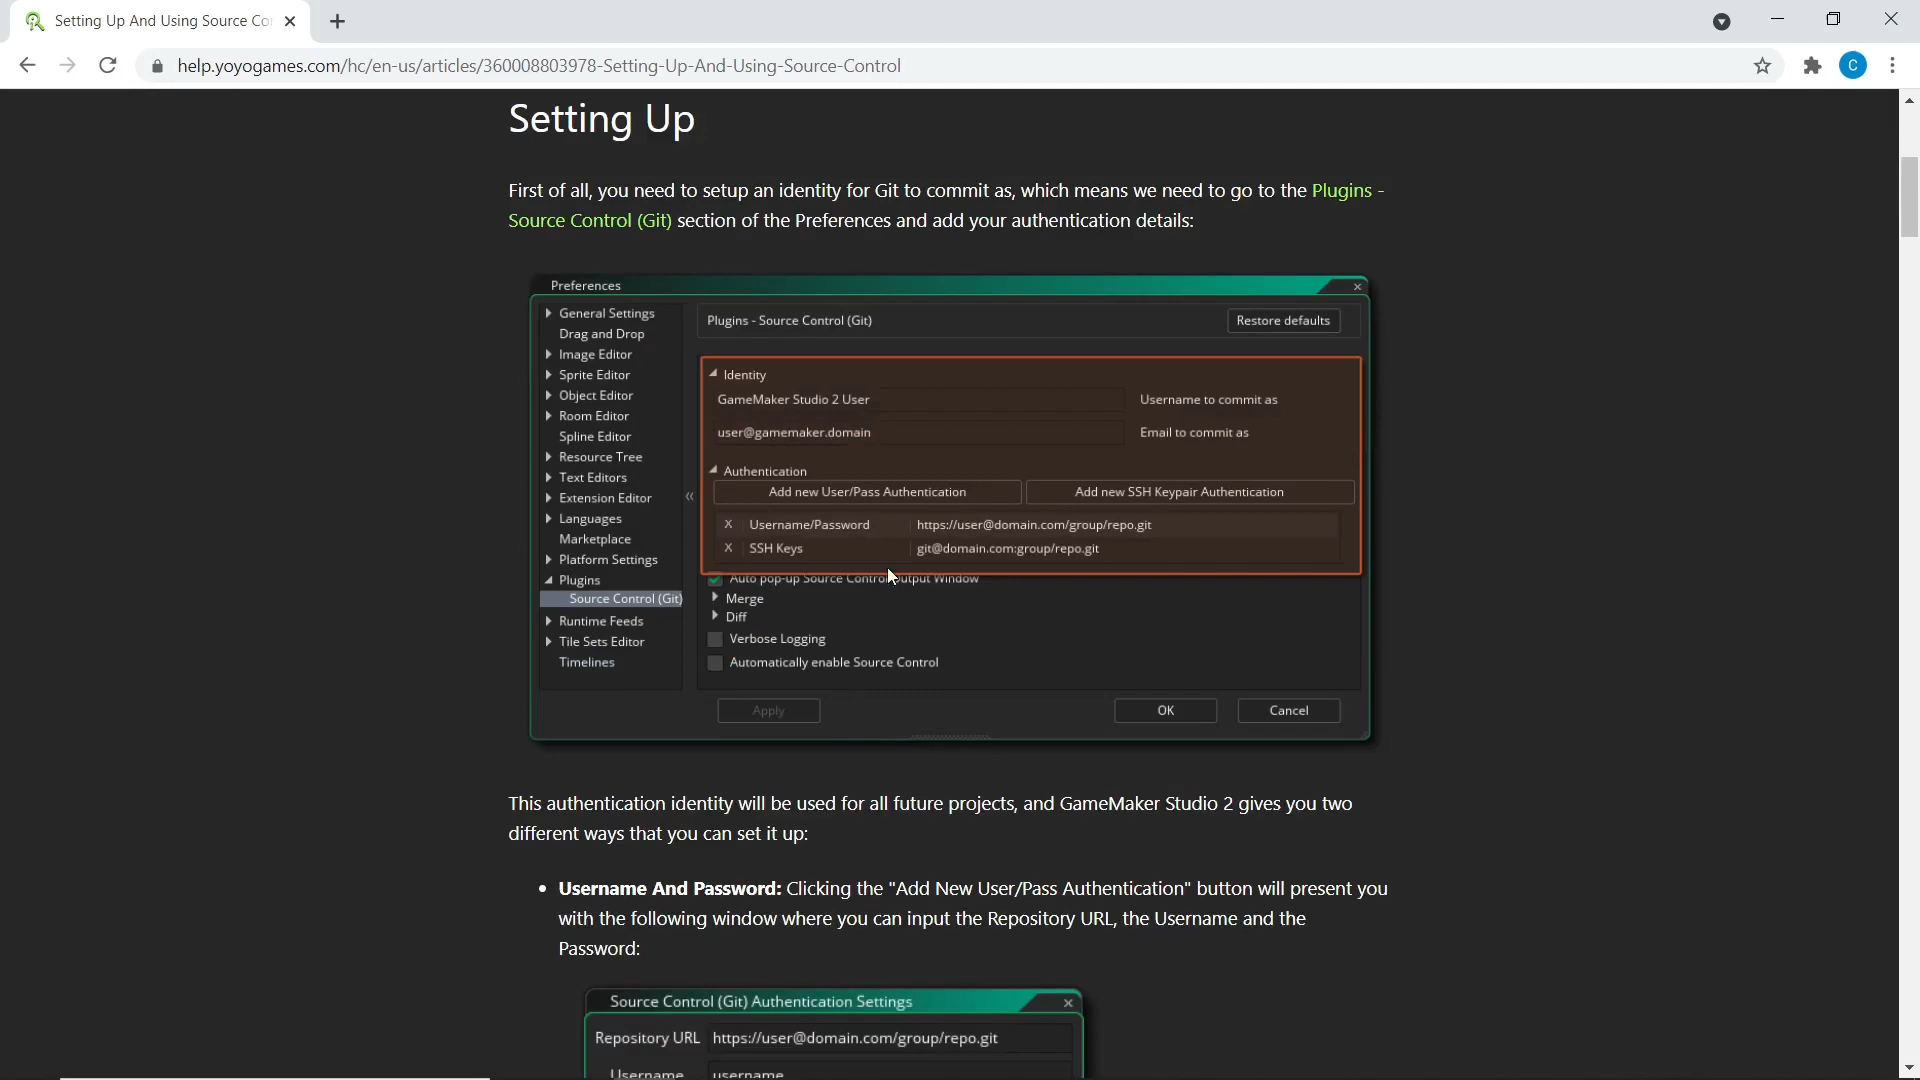 Setting Up And Using Source Co
help.yoyogames.com/hc/en-us/articles/360008803978-Setting-Up-And-Using-Source-Control
C
Setting Up
First of all, you need to setup an identity for Git to commit as, which means we need to go to the Plugins -
Source Control (Git) section of the Preferences and add your authentication details:
Preferences
General Settings
Drag and Drop
Image Editor
Sprite Editor
Object Editor
Room Editor
Spline Editor
Resource Tree
Text Editors
Extension Editor
Languages
Marketplace
Platform Settings
Plugins
Source Control (Git)
Runtime Feeds
Tile Sets Editor
Timelines
Plugins - Source Control (Git)
Restore defaults
Identity
GameMaker Studio 2 User
Username to commit as
user@gamemaker.domain
Email to commit as
Authentication
Add new User/Pass Authentication
Add new SSH Keypair Authentication
X Username/Password https://user@domain.com/group/repo.git
X SSH Keys git@domain.com:group/repo.git
Auto pop-up Source Control Output Window
Merge
Diff
Verbose Logging
Automatically enable Source Control
Apply
OK
Cancel
This authentication identity will be used for all future projects, and GameMaker Studio 2 gives you two
different ways that you can set it up:
• Username And Password: Clicking the "Add New User/Pass Authentication" button will present you
with the following window where you can input the Repository URL, the Username and the
Password:
Source Control (Git) Authentication Settings
Repository URL https://user@domain.com/group/repo.git
Username username